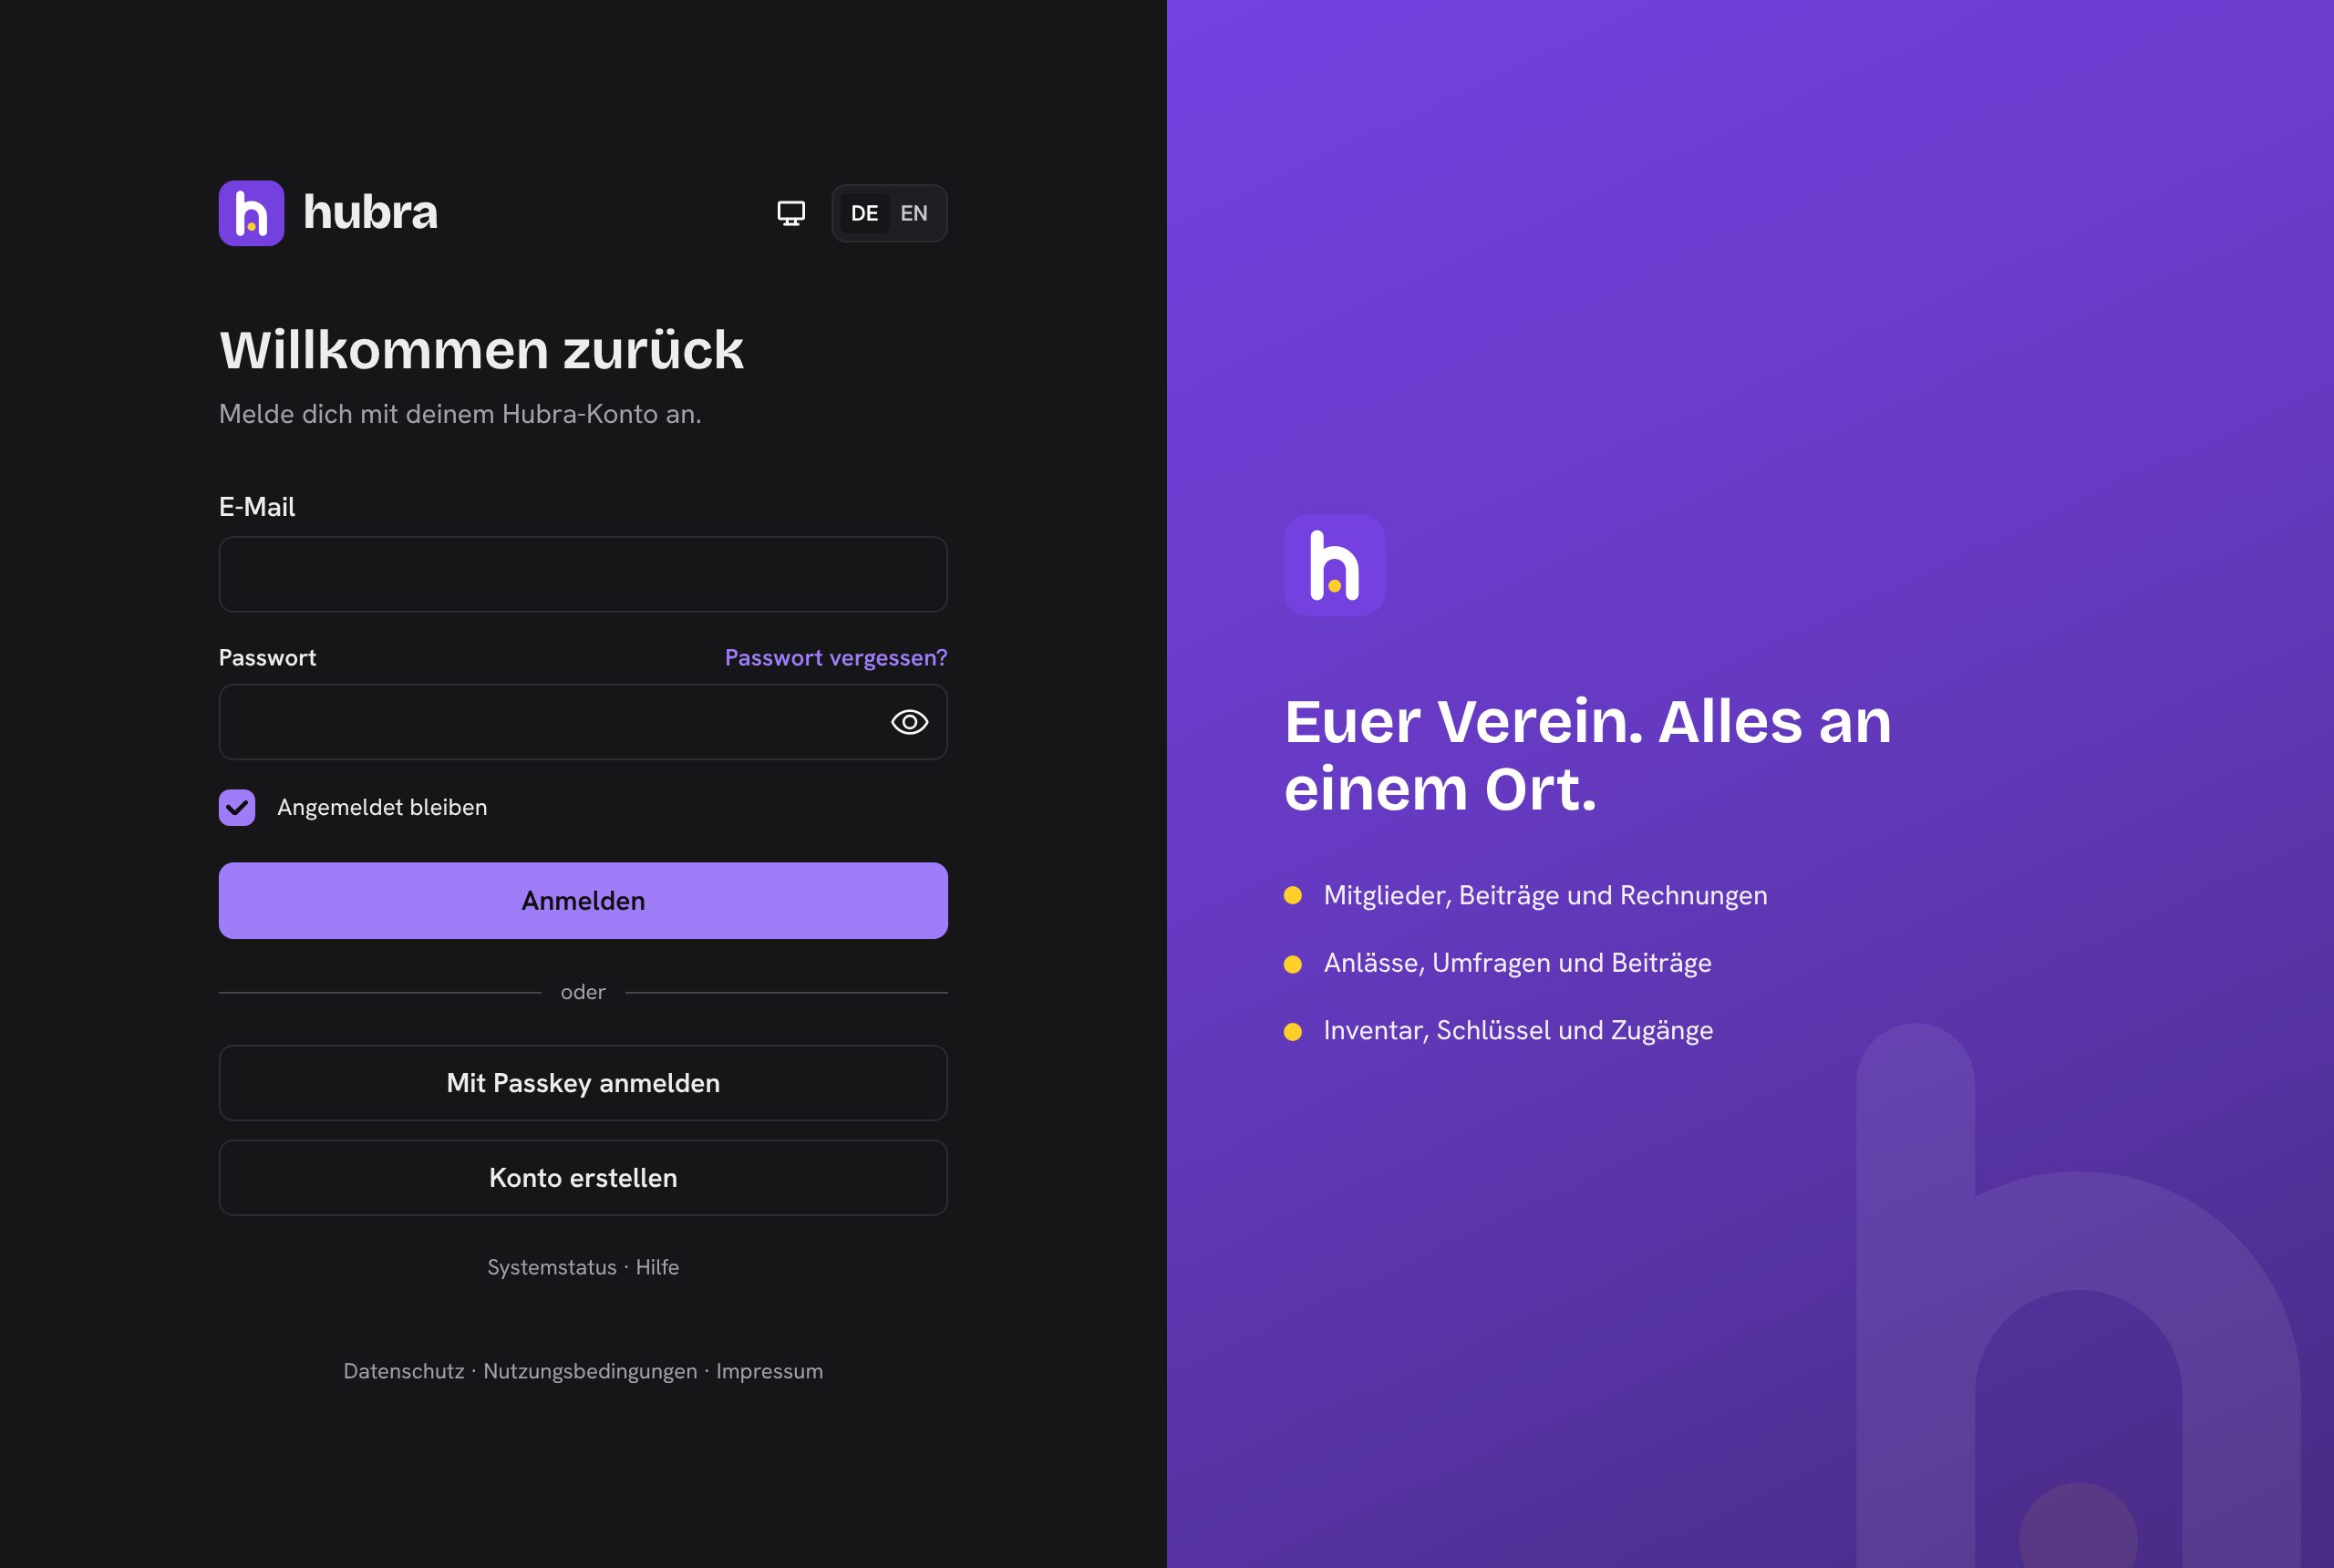 hubra
DE EN
Willkommen zurück
Melde dich mit deinem Hubra-Konto an.
E-Mail
Passwort Passwort vergessen?
Angemeldet bleiben
Anmelden
oder
Mit Passkey anmelden
Konto erstellen
Systemstatus · Hilfe
Datenschutz · Nutzungsbedingungen · Impressum
Euer Verein. Alles an
einem Ort.
Mitglieder, Beiträge und Rechnungen
Anlässe, Umfragen und Beiträge
Inventar, Schlüssel und Zugänge